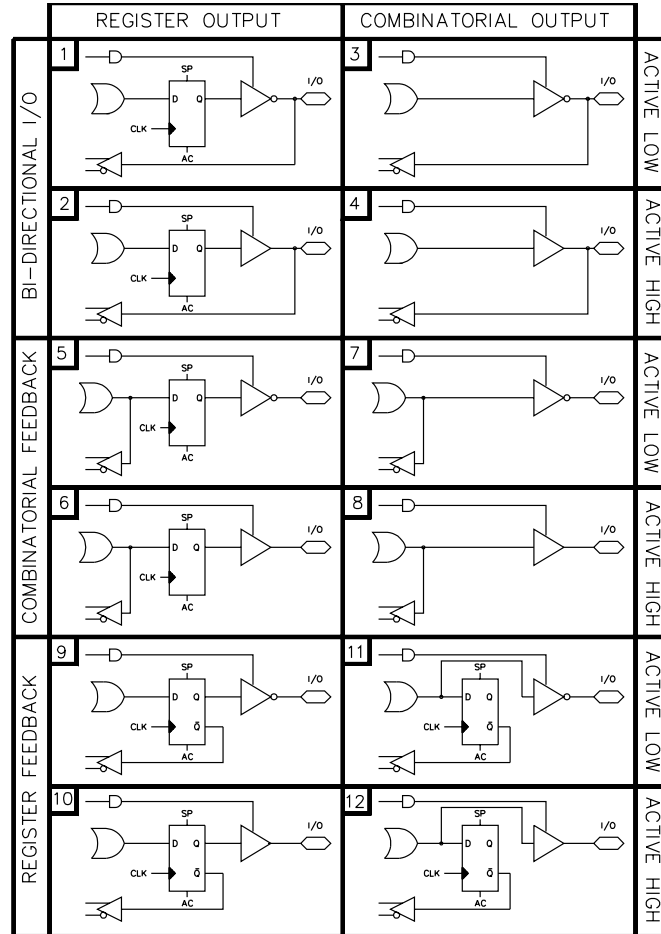 REGISTER OUTPUT
COMBINATORIAL OUTPUT
BI-DIRECTIONAL I/O
1
SP
I/O
D Q
CLK
AC
3
I/O
ACTIVE LOW
2
SP
I/O
D Q
CLK
AC
4
I/O
ACTIVE HIGH
COMBINATORIAL FEEDBACK
5
SP
I/O
D Q
CLK
AC
7
I/O
ACTIVE LOW
6
SP
I/O
D Q
CLK
AC
8
I/O
ACTIVE HIGH
REGISTER FEEDBACK
9
SP
I/O
D Q
CLK Q̅
AC
11
SP
I/O
D Q
CLK Q̅
AC
ACTIVE LOW
10
SP
I/O
D Q
CLK Q̅
AC
12
SP
I/O
D Q
CLK Q̅
AC
ACTIVE HIGH